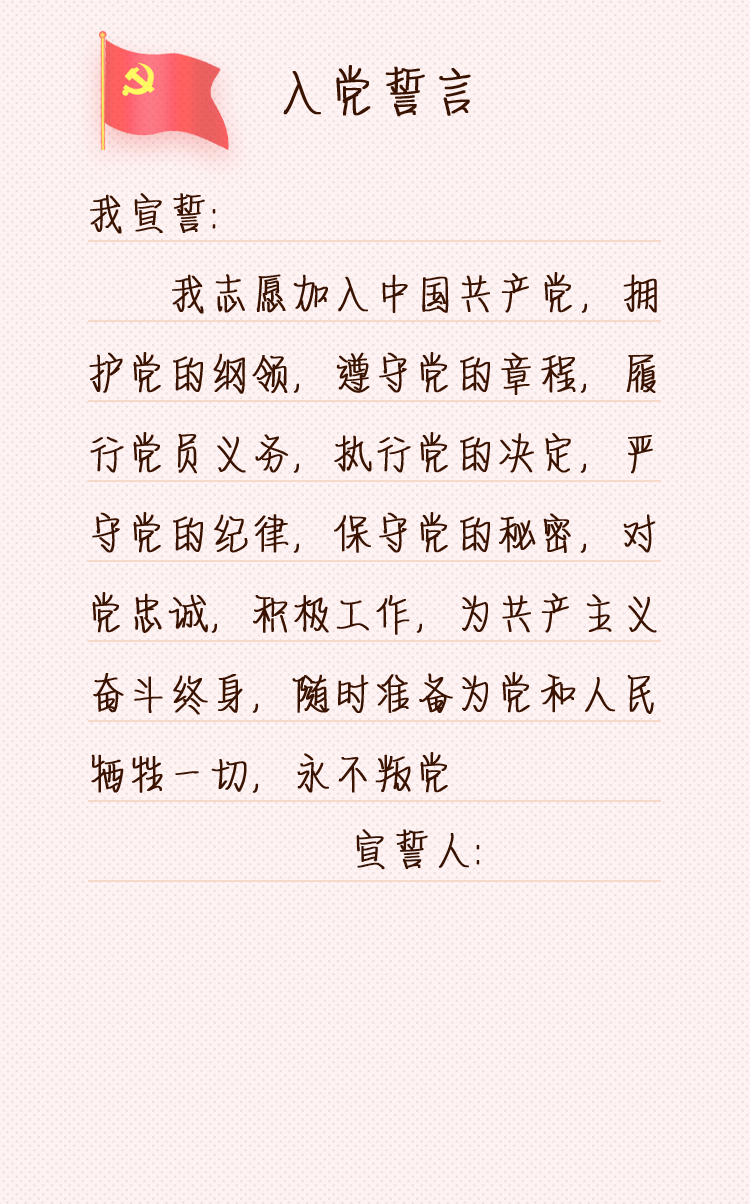 入党誓言
我宣誓:
我志愿加入中国共产党,拥
护党的纲领,遵守党的章程,履
行党员义务,执行党的决定,严
守党的纪律,保守党的秘密,对
党忠诚,积极工作,为共产主义
奋斗终身,随时准备为党和人民
牺牲一切,永不叛党
宣誓人: